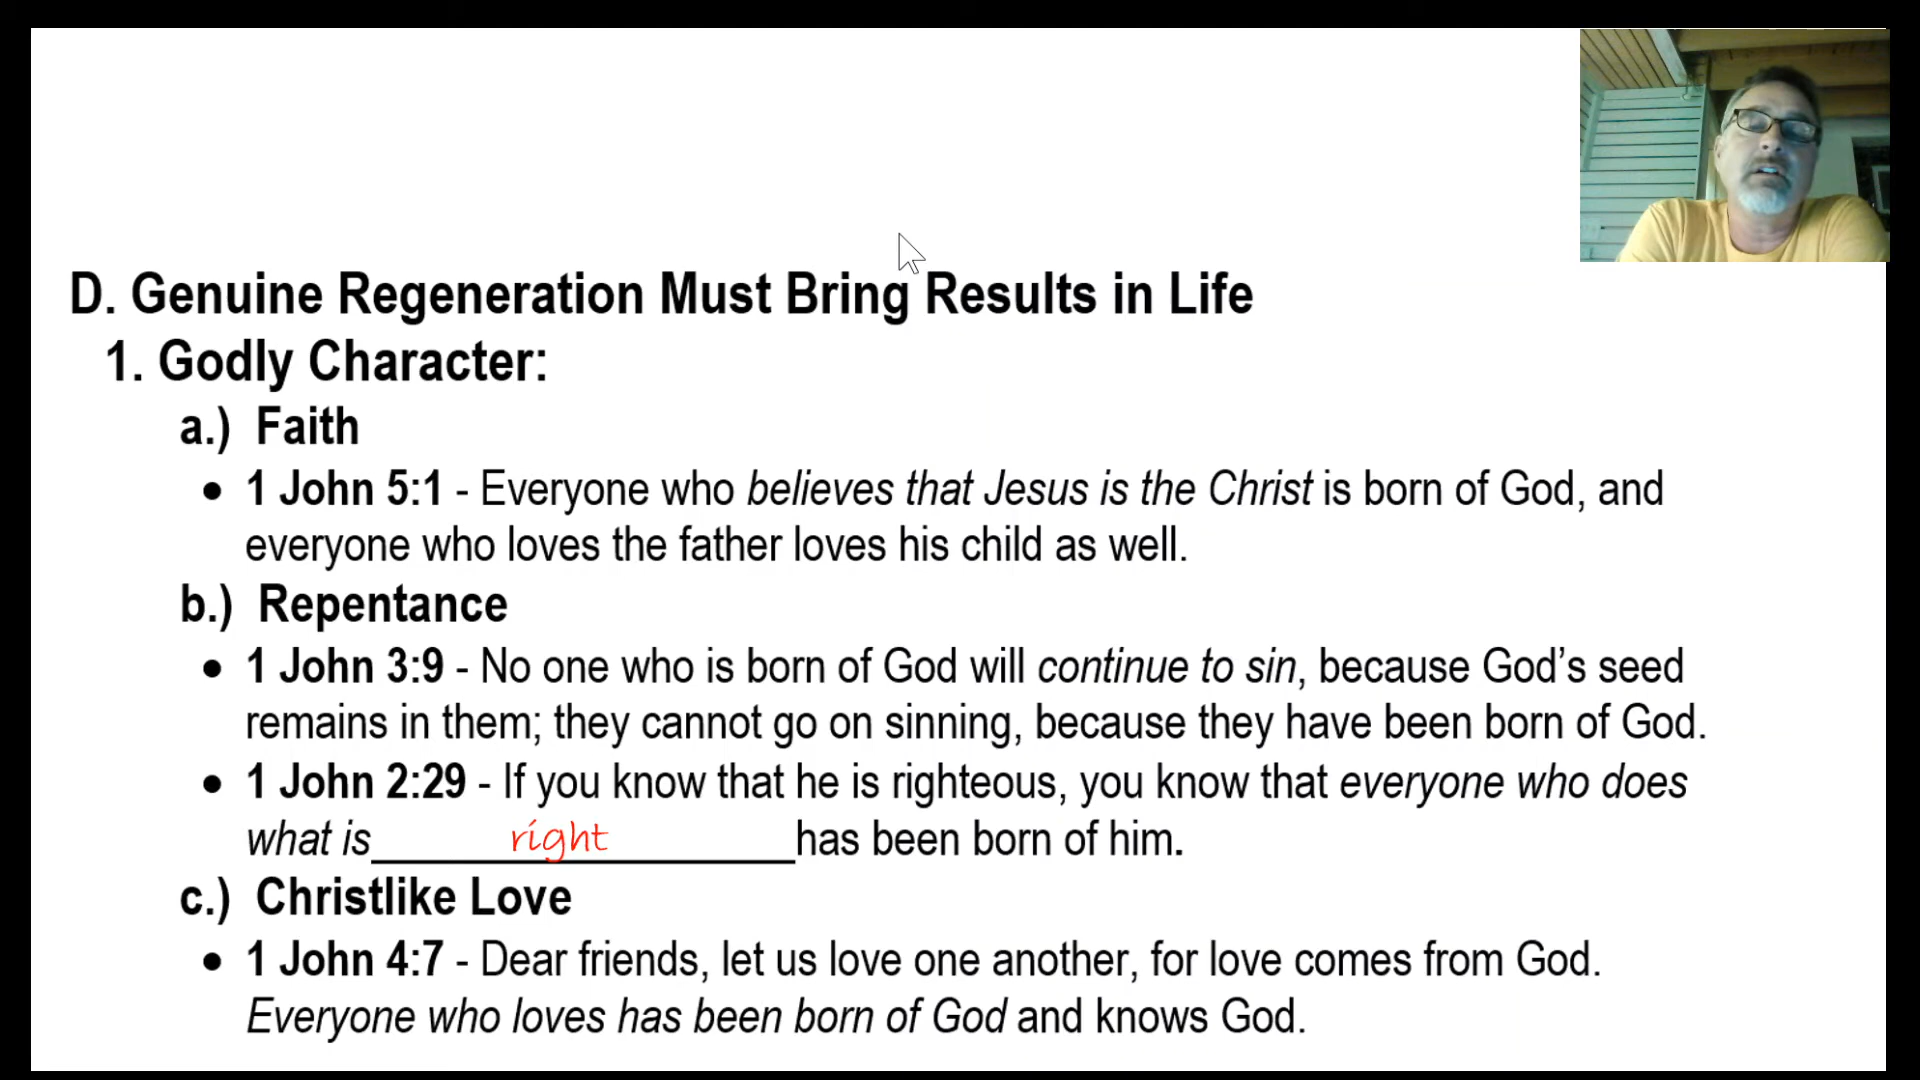 D. Genuine Regeneration Must Bring Results in Life
1. Godly Character:
a.) Faith
• 1 John 5:1 - Everyone who believes that Jesus is the Christ is born of God, and
everyone who loves the father loves his child as well.
b.) Repentance
• 1 John 3:9 - No one who is born of God will continue to sin, because God’s seed
remains in them; they cannot go on sinning, because they have been born of God.
• 1 John 2:29 - If you know that he is righteous, you know that everyone who does
what is right has been born of him.
c.) Christlike Love
• 1 John 4:7 - Dear friends, let us love one another, for love comes from God.
Everyone who loves has been born of God and knows God.